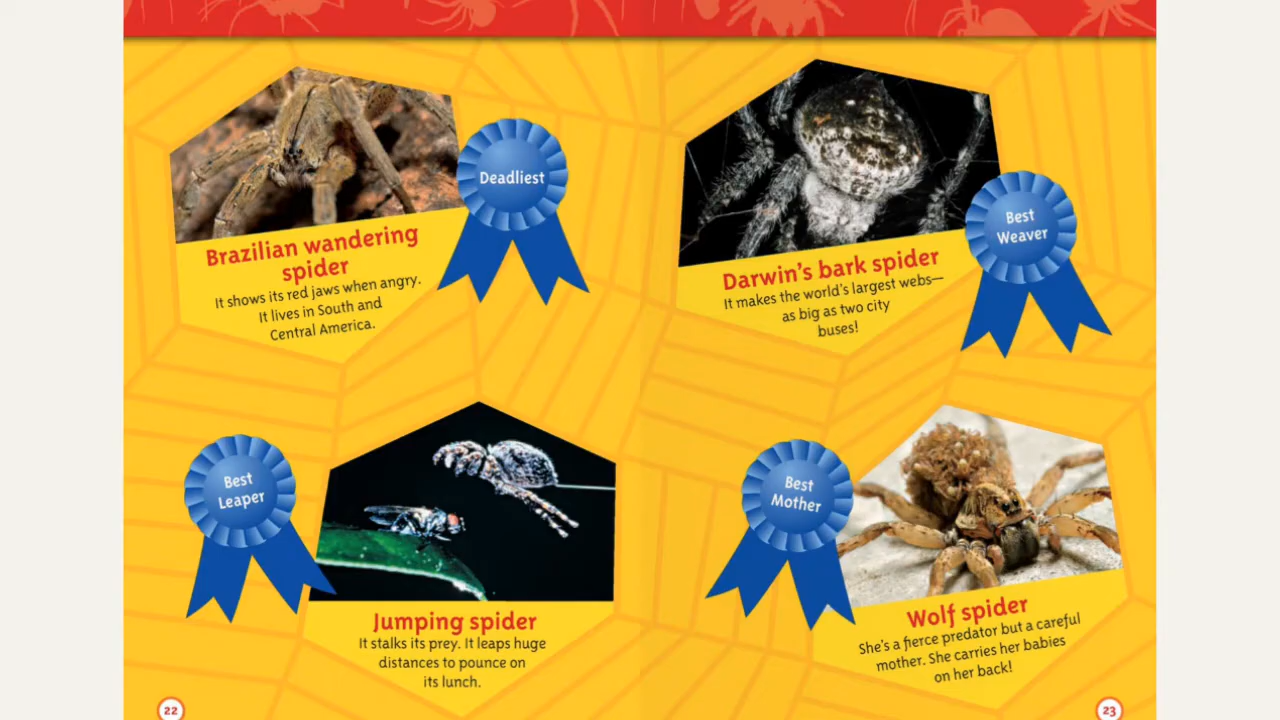 Deadliest
Brazilian wandering
spider
It shows its red jaws when angry.
It lives in South and
Central America.
Best
Weaver
Darwin's bark spider
It makes the world's largest webs—
as big as two city
buses!
Best
Leaper
Jumping spider
It stalks its prey. It leaps huge
distances to pounce on
its lunch.
Best
Mother
Wolf spider
She's a fierce predator but a careful
mother. She carries her babies
on her back!
22
23